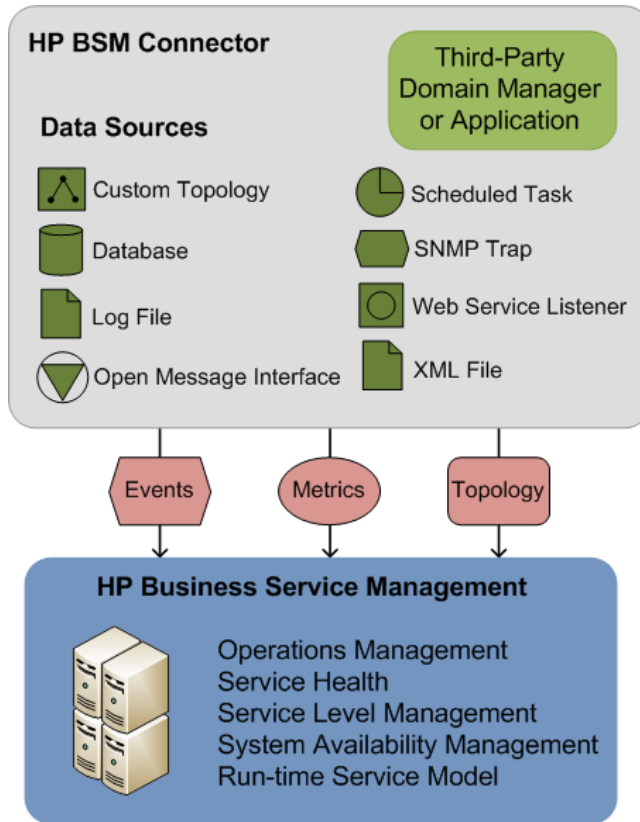 HP BSM Connector
Third-Party
Domain Manager
or Application
Data Sources
Custom Topology
Database
Log File
Open Message Interface
Scheduled Task
SNMP Trap
Web Service Listener
XML File
Events
Metrics
Topology
HP Business Service Management
Operations Management
Service Health
Service Level Management
System Availability Management
Run-time Service Model